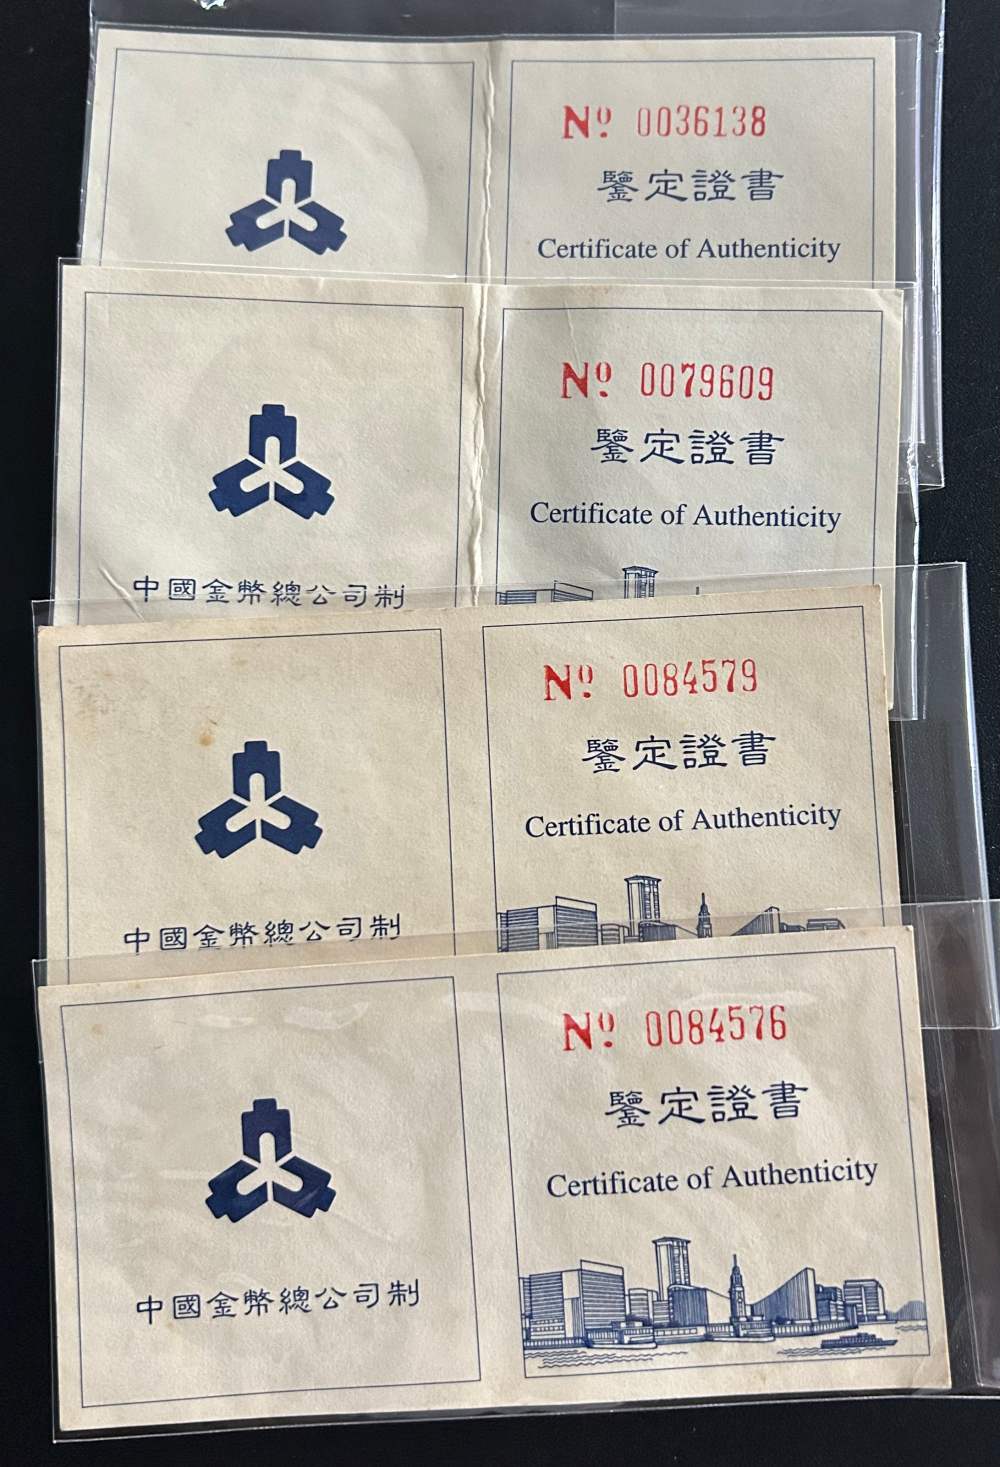 Nº 0036138
鑒定證書
Certificate of Authenticity
Nº 0079609
鑒定證書
Certificate of Authenticity
中國金幣總公司制
Nº 0084579
鑒定證書
Certificate of Authenticity
中國金幣總公司制
Nº 0084576
鑒定證書
Certificate of Authenticity
中國金幣總公司制